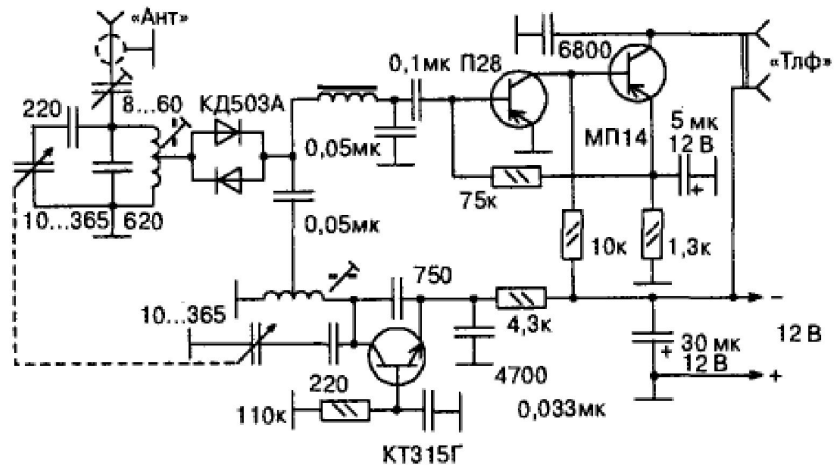 «Ант»
6800
0,1мк П28
«Тлф»
220
8...60
КД503А
МП14
5 мк
12 В
0,05мк
75к
0,05мк
10...365 620
10к
1,3к
750
10...365
4,3к
–
12 В
30 мк
12 В
+
+
+
220
4700
110к
0,033мк
КТ315Г